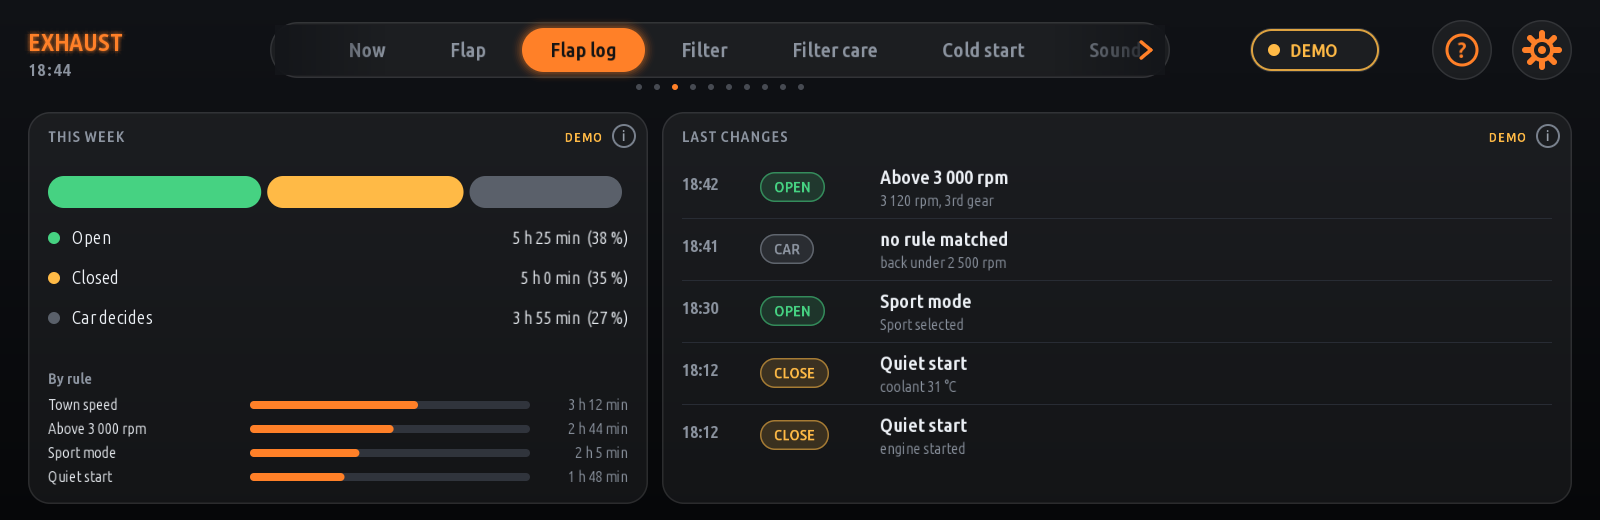 EXHAUST
18:44
Now
Flap
Flap log
Filter
Filter care
Cold start
Sound
DEMO
?
THIS WEEK
DEMO
i
Open
5 h 25 min (38 %)
Closed
5 h 0 min (35 %)
Car decides
3 h 55 min (27 %)
By rule
Town speed
3 h 12 min
Above 3 000 rpm
2 h 44 min
Sport mode
2 h 5 min
Quiet start
1 h 48 min
LAST CHANGES
DEMO
i
18:42
OPEN
Above 3 000 rpm
3 120 rpm, 3rd gear
18:41
CAR
no rule matched
back under 2 500 rpm
18:30
OPEN
Sport mode
Sport selected
18:12
CLOSE
Quiet start
coolant 31 °C
18:12
CLOSE
Quiet start
engine started